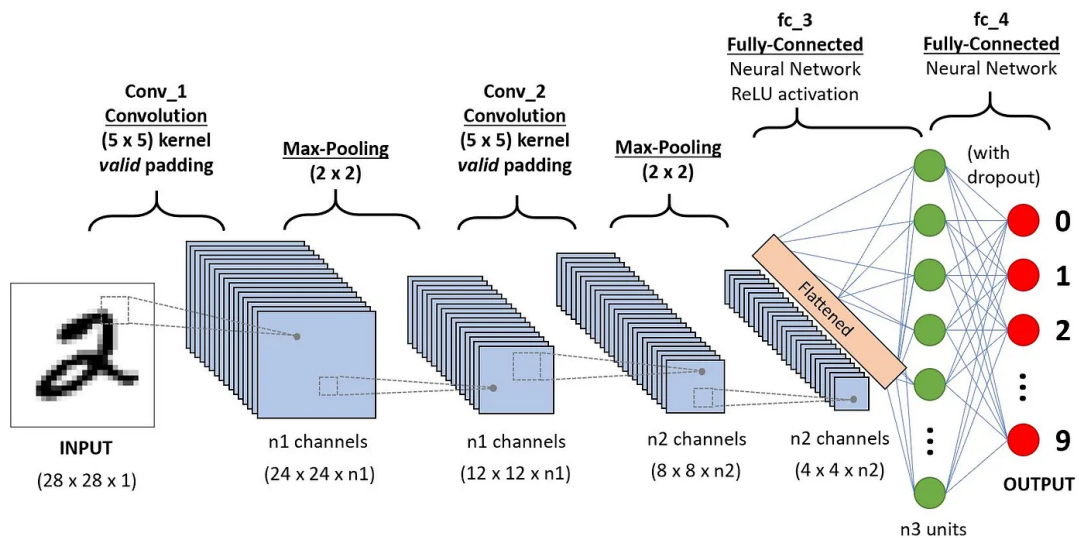 Conv_1
Convolution
(5 x 5) kernel
valid padding
Max-Pooling
(2 x 2)
Conv_2
Convolution
(5 x 5) kernel
valid padding
Max-Pooling
(2 x 2)
fc_3
Fully-Connected
Neural Network
ReLU activation
fc_4
Fully-Connected
Neural Network
(with
dropout)
2
INPUT
(28 x 28 x 1)
n1 channels
(24 x 24 x n1)
n1 channels
(12 x 12 x n1)
n2 channels
(8 x 8 x n2)
n2 channels
(4 x 4 x n2)
Flattened
n3 units
0
1
2
9
OUTPUT